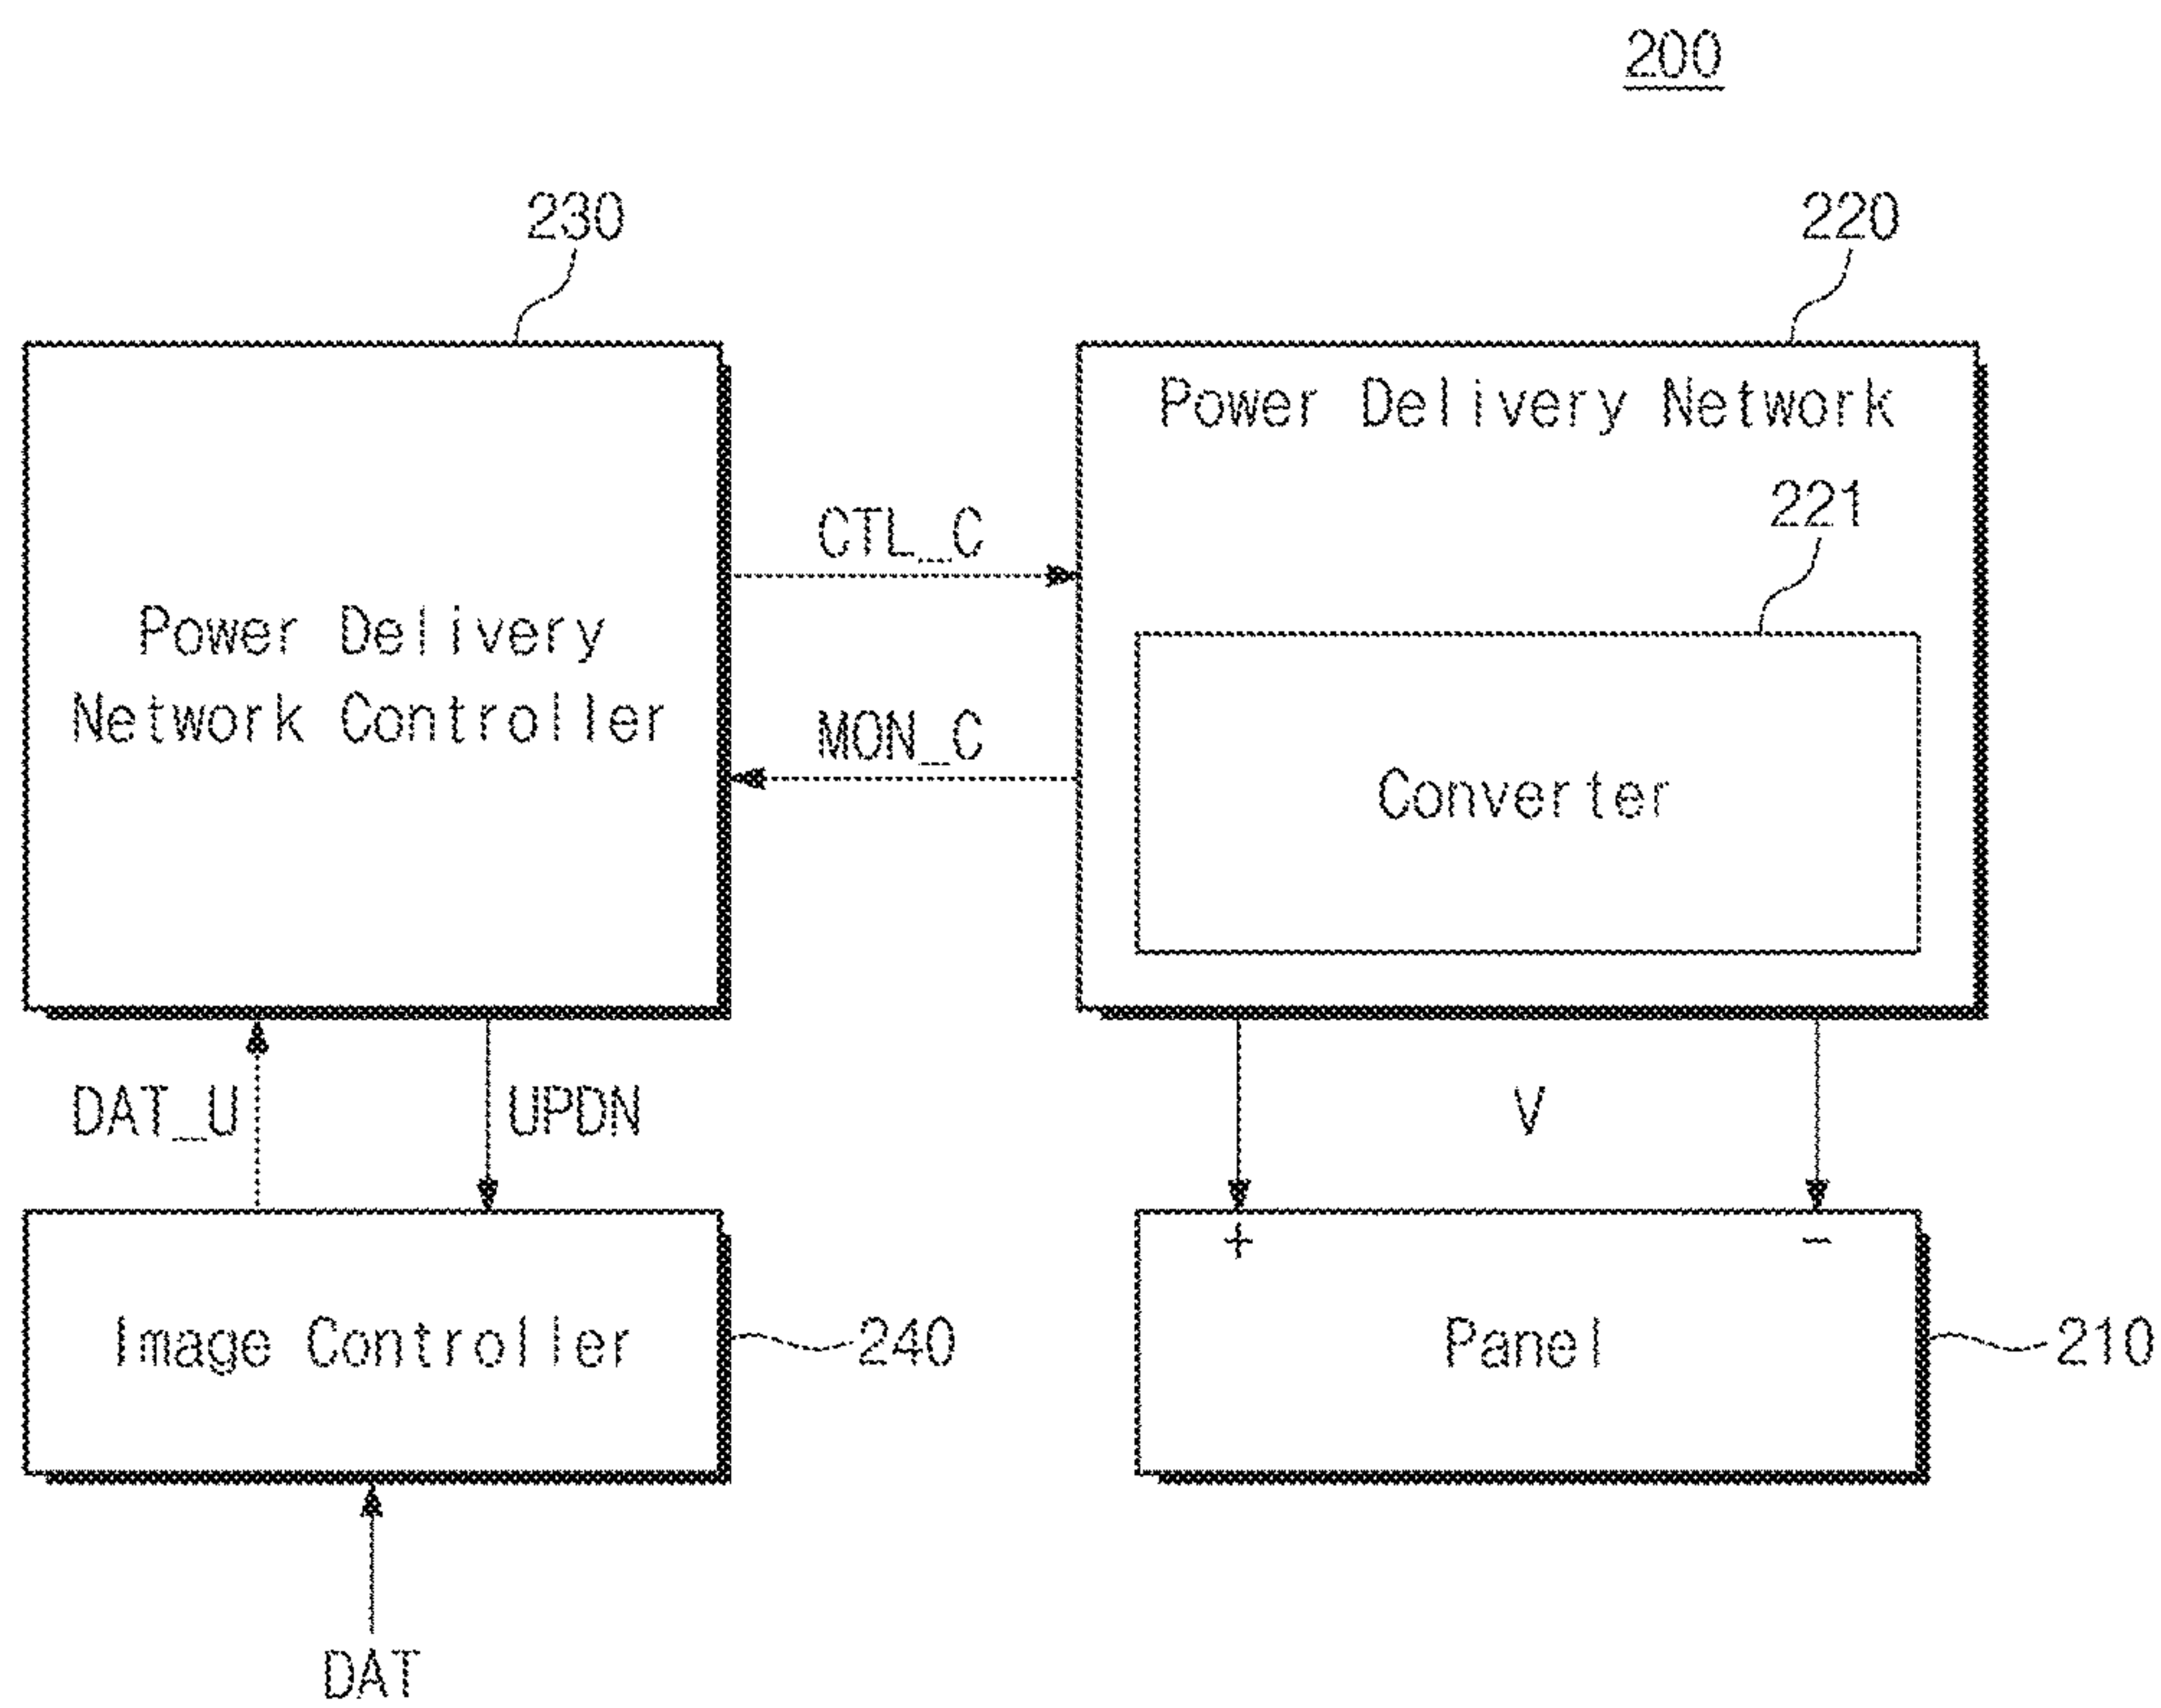 200
230
220
Power Delivery Network
221
CTL_C
Power Delivery
Network Controller
MON_C
Converter
DAT_U
UPDN
V
+
-
Image Controller
240
Panel
210
DAT